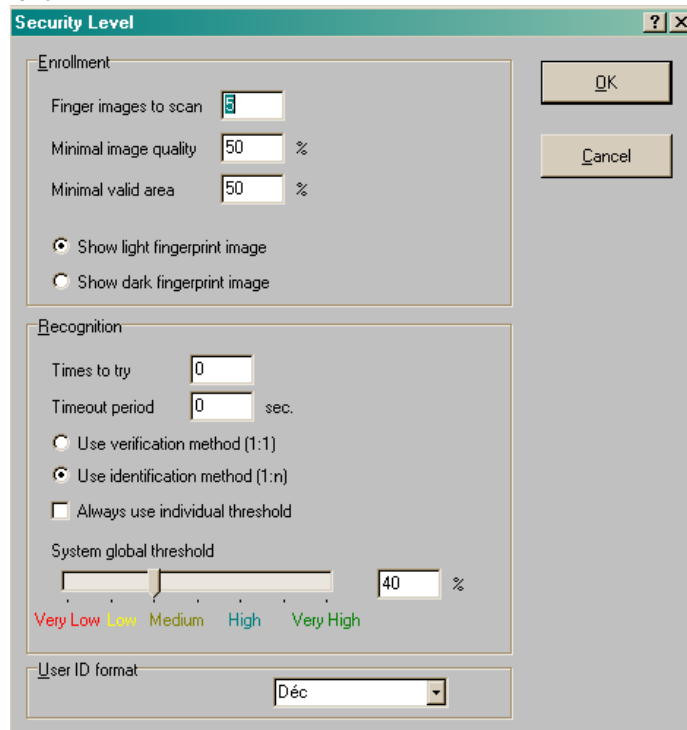 Security Level ? ×
Enrollment
OK
Finger images to scan 5
Minimal image quality 50 %
Cancel
Minimal valid area 50 %
Show light fingerprint image
Show dark fingerprint image
Recognition
Times to try 0
Timeout period 0 sec.
Use verification method (1:1)
Use identification method (1:n)
Always use individual threshold
System global threshold
40 %
Very Low Low Medium High Very High
User ID format
Déc